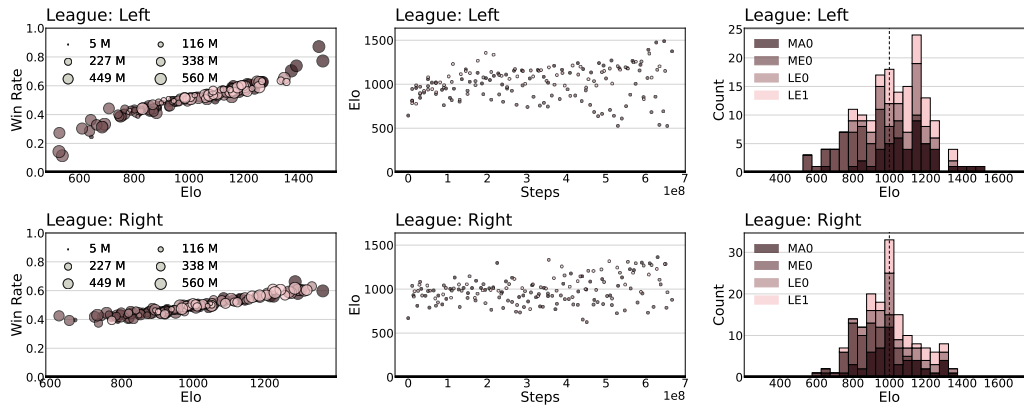 League: Left
Win Rate
1.0
0.8
0.6
0.4
0.2
0.0
5 M
116 M
227 M
338 M
449 M
560 M
600
800
1000
1200
1400
Elo
League: Left
Elo
1500
1000
500
0
0
1
2
3
4
5
6
7
Steps
1e8
League: Left
Count
25
20
15
10
5
0
MA0
ME0
LE0
LE1
400
600
800
1000
1200
1400
1600
Elo
League: Right
Win Rate
1.0
0.8
0.6
0.4
0.2
0.0
5 M
116 M
227 M
338 M
449 M
560 M
600
800
1000
1200
Elo
League: Right
Elo
1500
1000
500
0
0
1
2
3
4
5
6
7
Steps
1e8
League: Right
Count
30
20
10
0
MA0
ME0
LE0
LE1
400
600
800
1000
1200
1400
1600
Elo